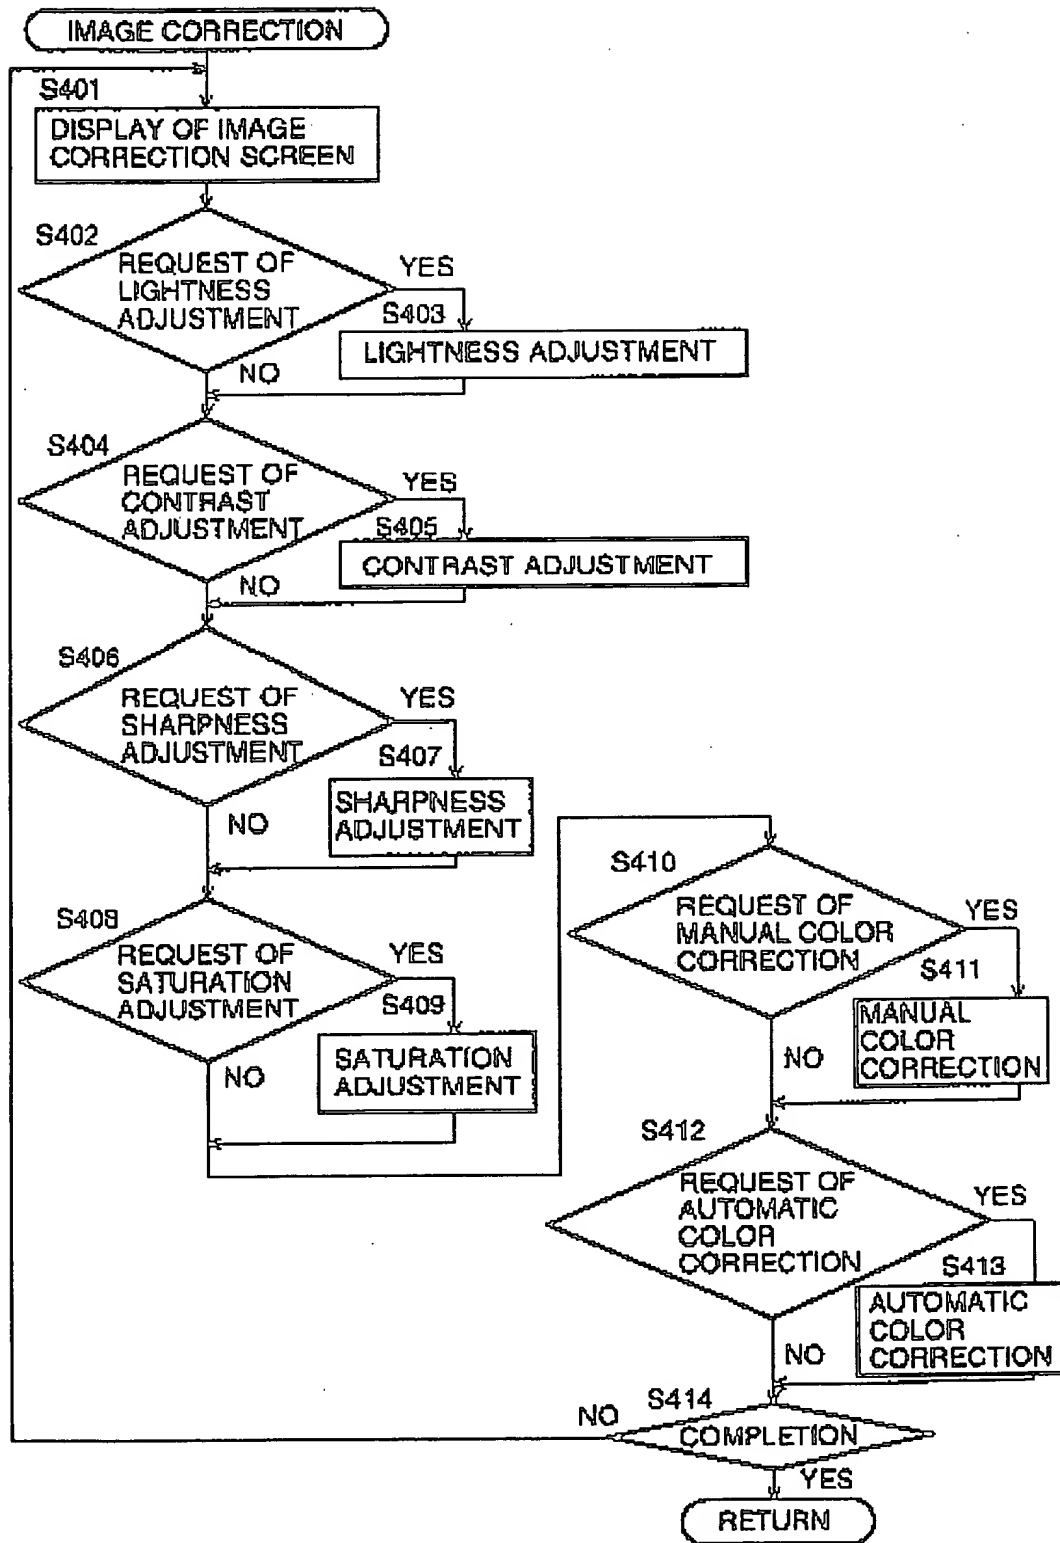 IMAGE CORRECTION
S401
DISPLAY OF IMAGE
CORRECTION SCREEN
S402
REQUEST OF
LIGHTNESS
ADJUSTMENT
YES
S403
LIGHTNESS ADJUSTMENT
NO
S404
REQUEST OF
CONTRAST
ADJUSTMENT
YES
S405
CONTRAST ADJUSTMENT
NO
S406
REQUEST OF
SHARPNESS
ADJUSTMENT
YES
S407
SHARPNESS
ADJUSTMENT
NO
S408
REQUEST OF
SATURATION
ADJUSTMENT
YES
S409
SATURATION
ADJUSTMENT
NO
S410
REQUEST OF
MANUAL COLOR
CORRECTION
YES
S411
MANUAL
COLOR
CORRECTION
NO
S412
REQUEST OF
AUTOMATIC
COLOR
CORRECTION
YES
S413
AUTOMATIC
COLOR
CORRECTION
NO
S414
COMPLETION
NO
YES
RETURN